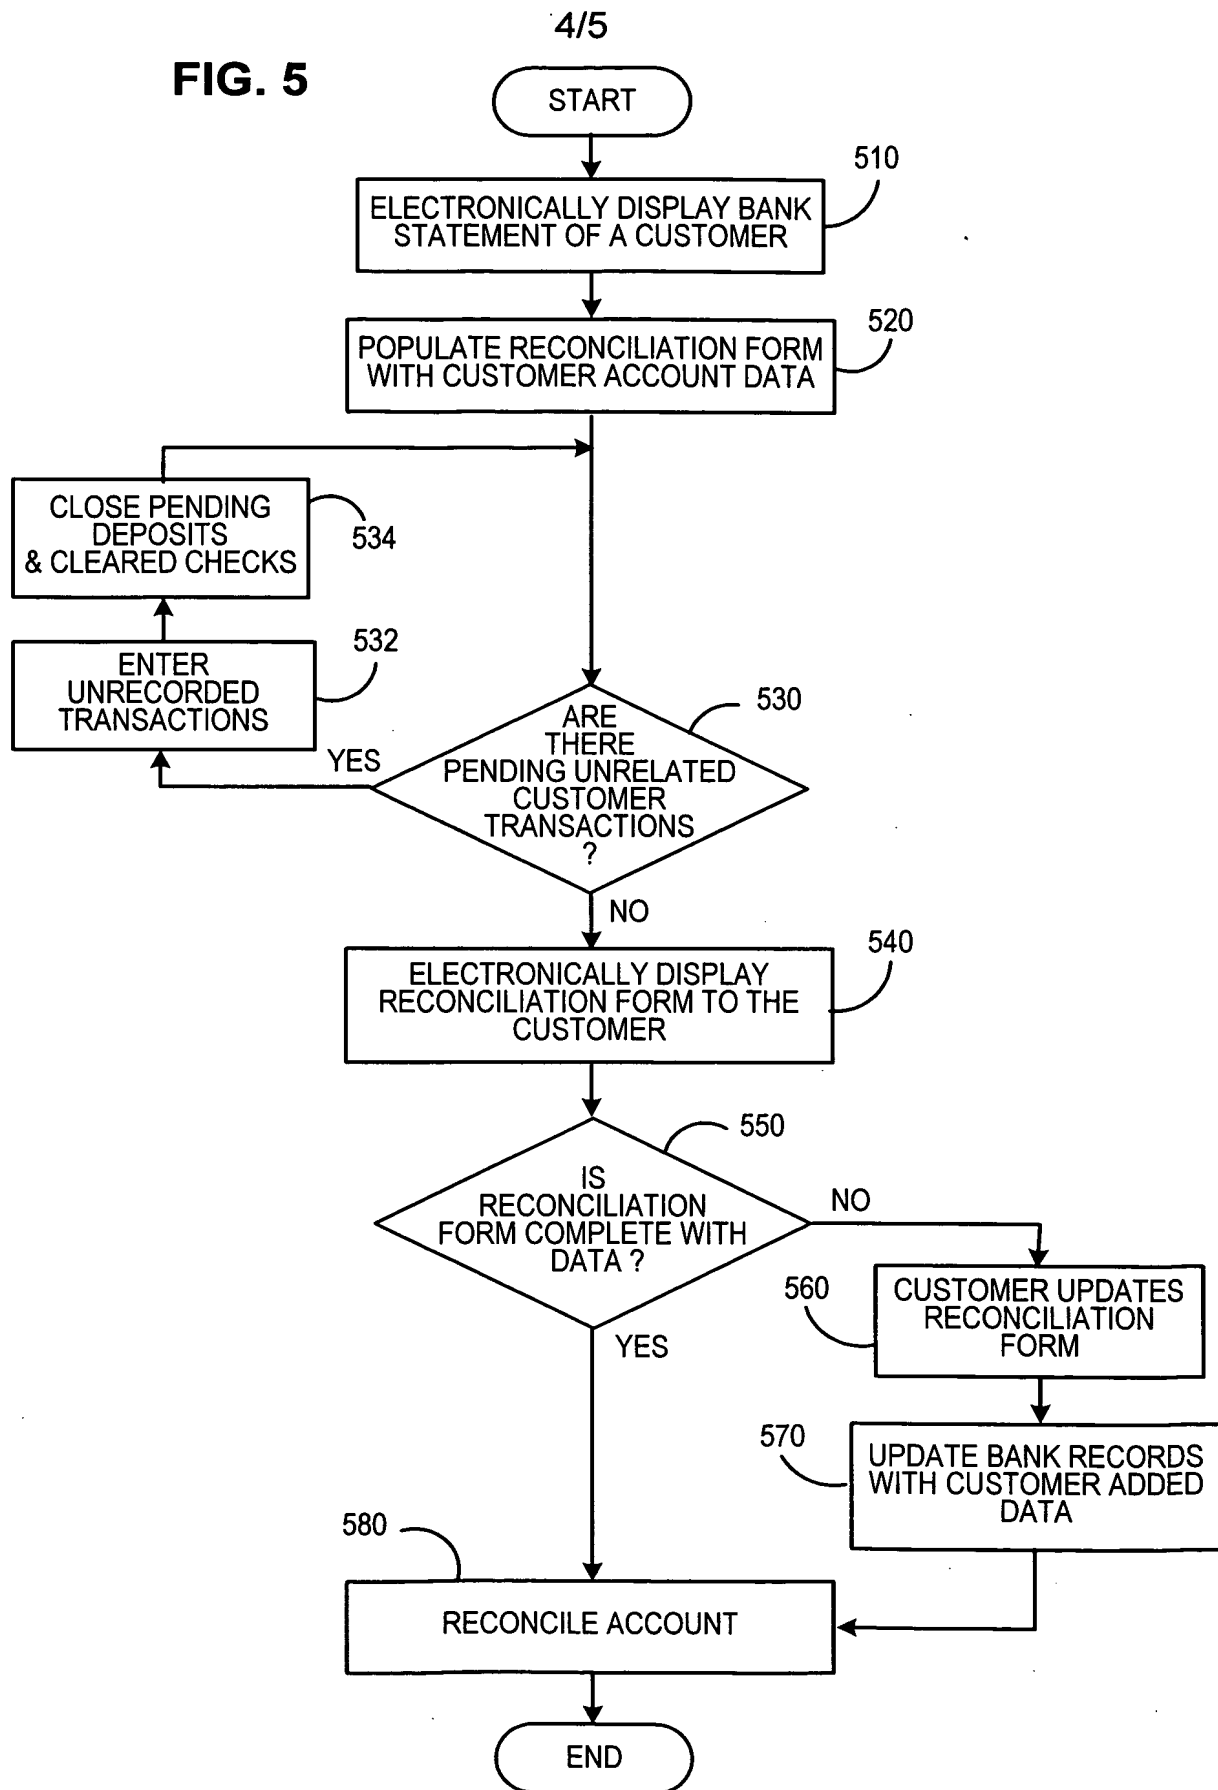 4/5
FIG. 5
START
510
ELECTRONICALLY DISPLAY BANK
STATEMENT OF A CUSTOMER
520
POPULATE RECONCILIATION FORM
WITH CUSTOMER ACCOUNT DATA
CLOSE PENDING
DEPOSITS
& CLEARED CHECKS
534
532
ENTER
UNRECORDED
TRANSACTIONS
530
YES
ARE
THERE
PENDING UNRELATED
CUSTOMER
TRANSACTIONS
?
NO
540
ELECTRONICALLY DISPLAY
RECONCILIATION FORM TO THE
CUSTOMER
550
IS
RECONCILIATION
FORM COMPLETE WITH
DATA ?
NO
560
CUSTOMER UPDATES
RECONCILIATION
FORM
YES
570
UPDATE BANK RECORDS
WITH CUSTOMER ADDED
DATA
580
RECONCILE ACCOUNT
END